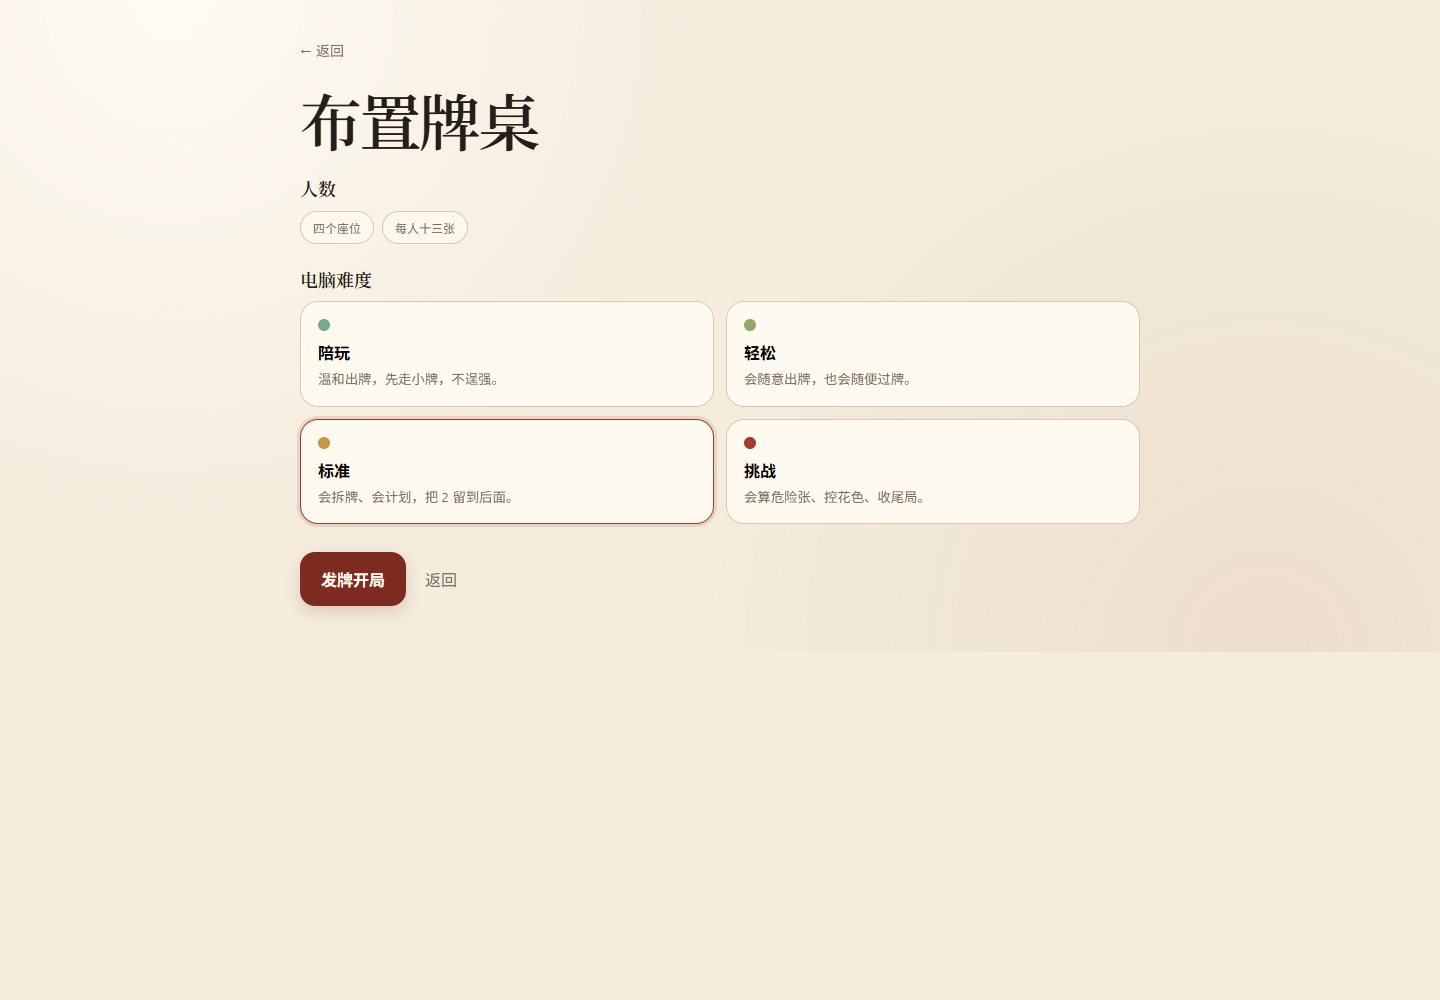 ← 返回
布置牌桌
人数
四个座位
每人十三张
电脑难度
陪玩
温和出牌，先走小牌，不逞强。
轻松
会随意出牌，也会随便过牌。
标准
会拆牌、会计划，把 2 留到后面。
挑战
会算危险张、控花色、收尾局。
发牌开局
返回